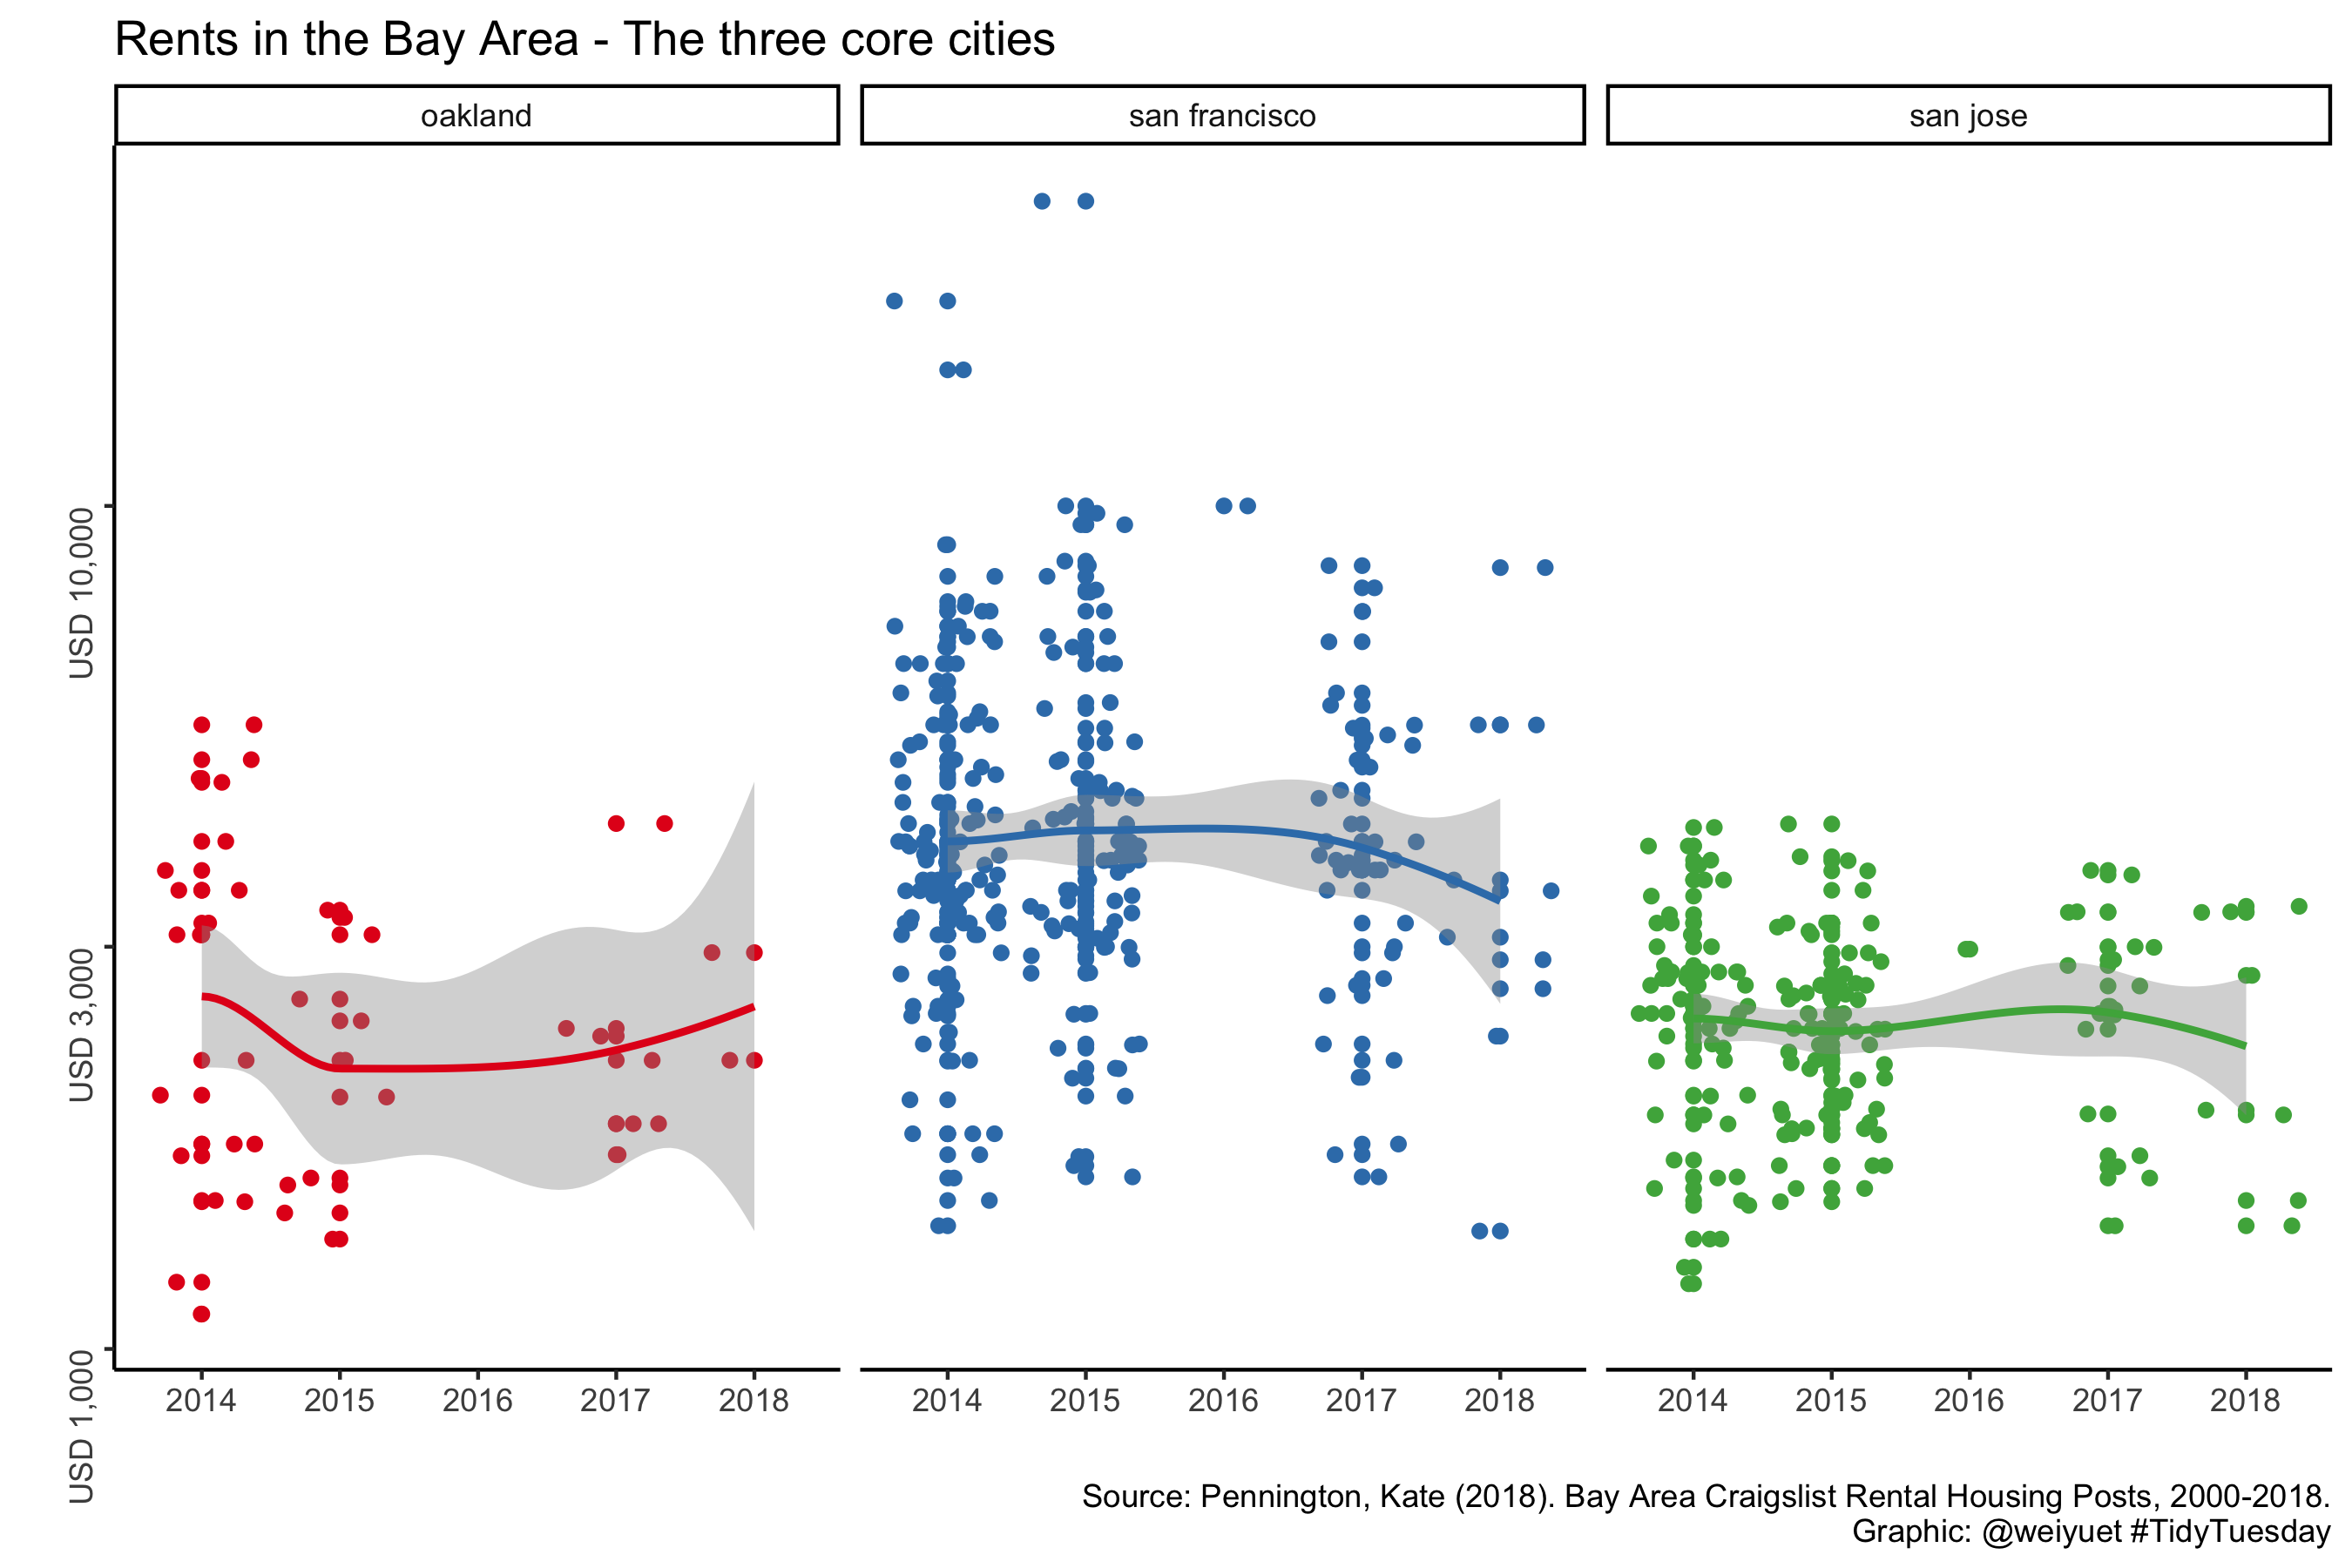 Rents in the Bay Area - The three core cities
oakland
san francisco
san jose
USD 10,000
USD 3,000
USD 1,000
2014 2015 2016 2017 2018
2014 2015 2016 2017 2018
2014 2015 2016 2017 2018
Source: Pennington, Kate (2018). Bay Area Craigslist Rental Housing Posts, 2000-2018.
Graphic: @weiyuet #TidyTuesday